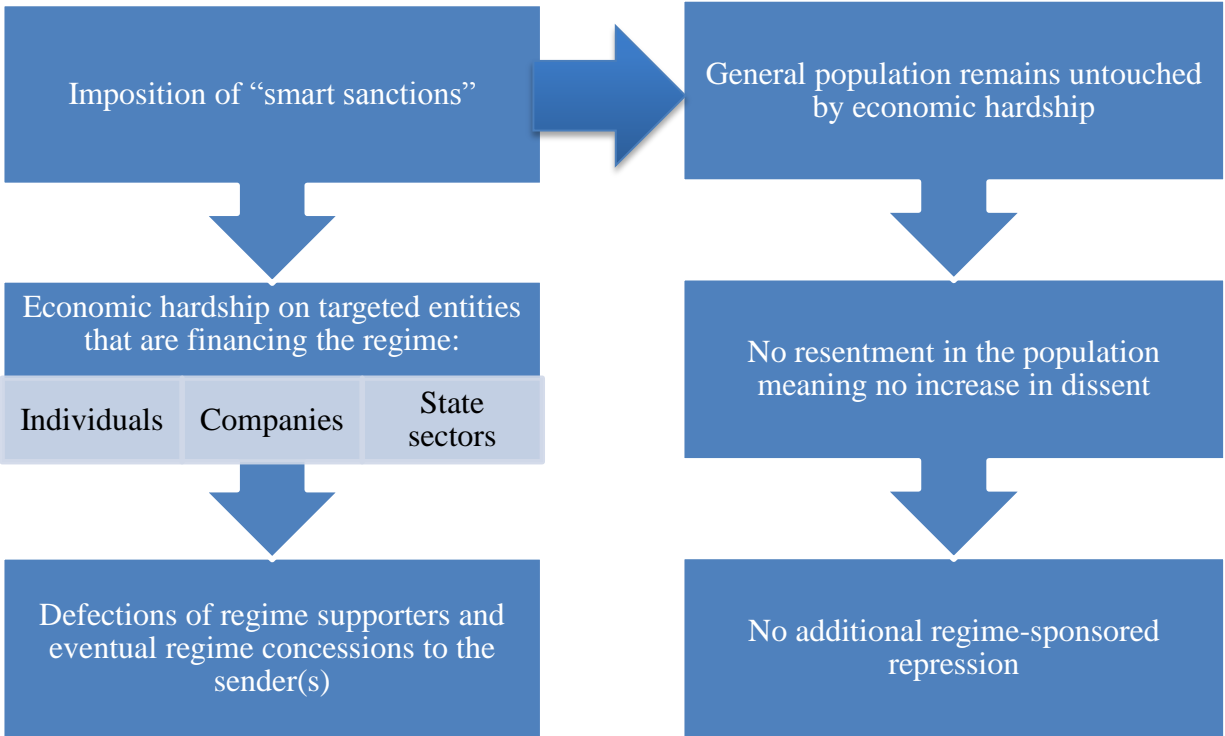 Imposition of “smart sanctions”
General population remains untouched
by economic hardship
Economic hardship on targeted entities
that are financing the regime:
Individuals
Companies
State
sectors
No resentment in the population
meaning no increase in dissent
Defections of regime supporters and
eventual regime concessions to the
sender(s)
No additional regime-sponsored
repression